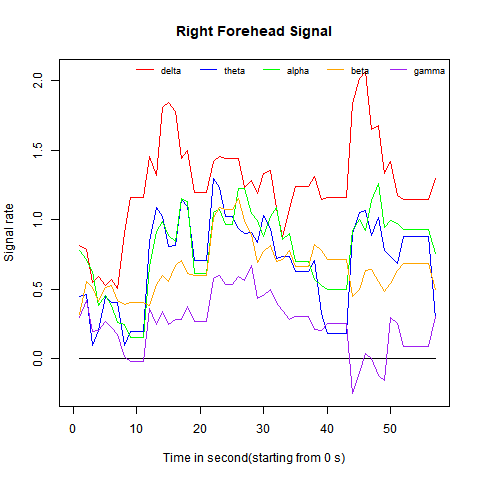 Right Forehead Signal
delta theta alpha beta gamma
Signal rate
2.0
1.5
1.0
0.5
0.0
0 10 20 30 40 50
Time in second(starting from 0 s)